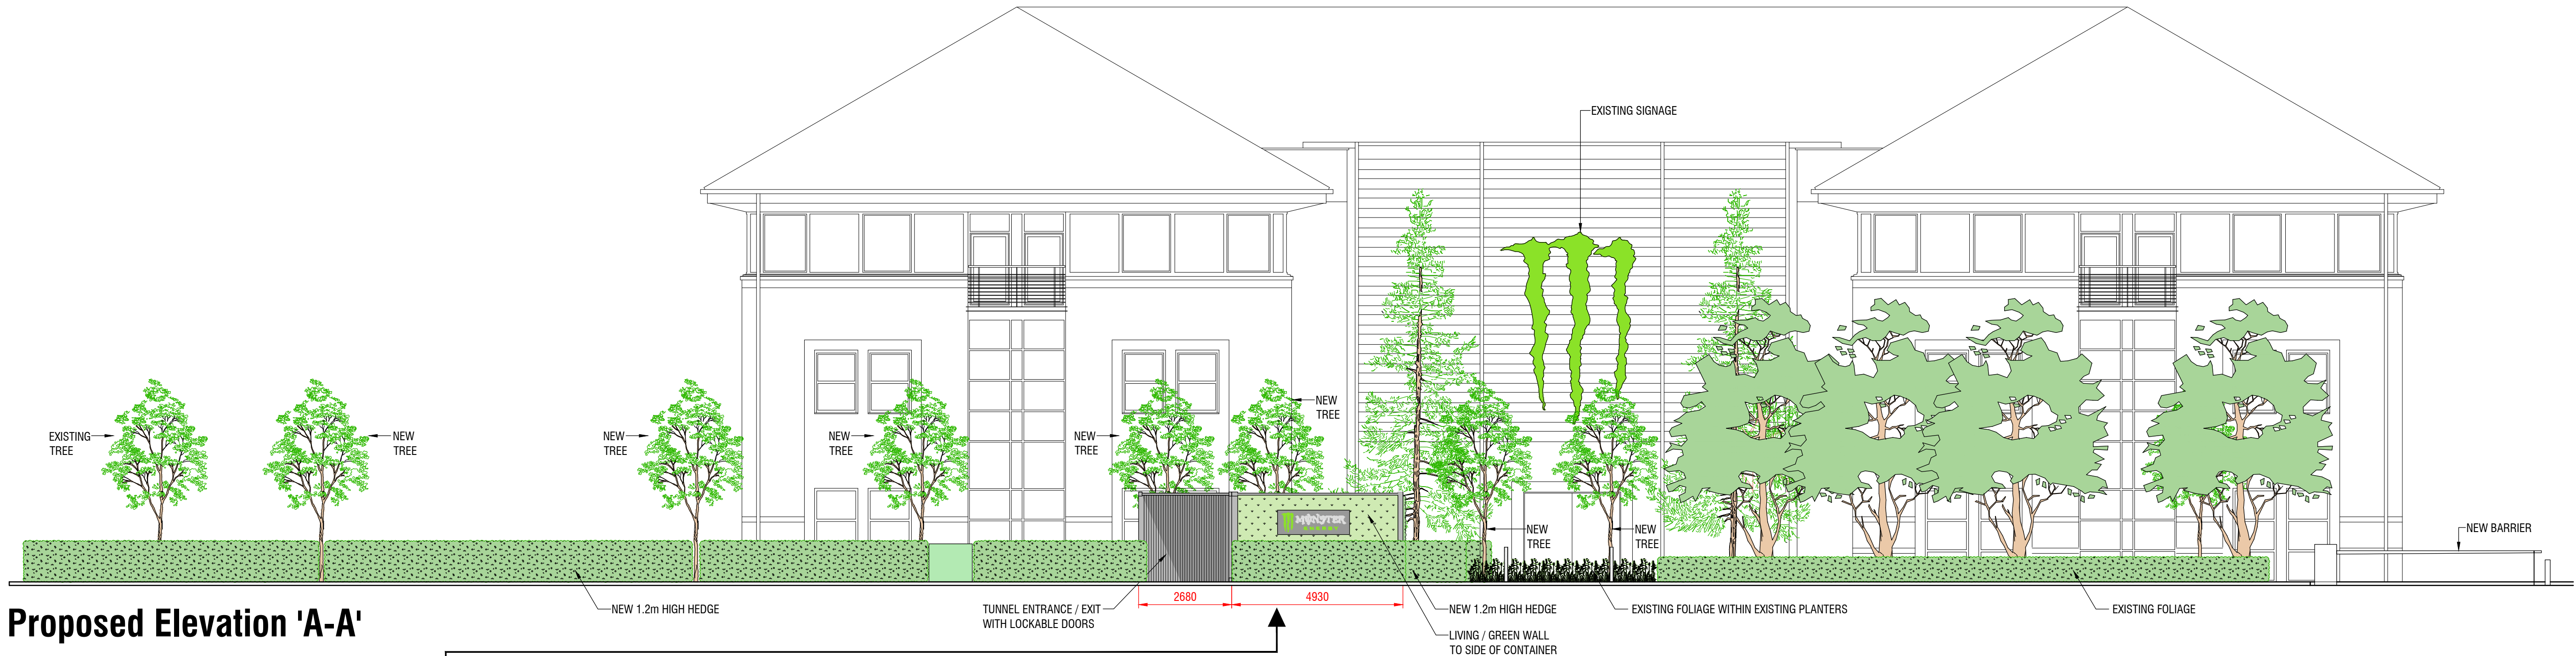 EXISTING SIGNAGE
NEW
TREE
EXISTING
TREE
NEW
TREE
NEW
TREE
NEW
TREE
NEW
TREE
MONSTER
ENERGY
NEW
TREE
NEW
TREE
NEW BARRIER
2680
4930
Proposed Elevation 'A-A'
NEW 1.2m HIGH HEDGE
TUNNEL ENTRANCE / EXIT
WITH LOCKABLE DOORS
NEW 1.2m HIGH HEDGE
EXISTING FOLIAGE WITHIN EXISTING PLANTERS
EXISTING FOLIAGE
LIVING / GREEN WALL
TO SIDE OF CONTAINER